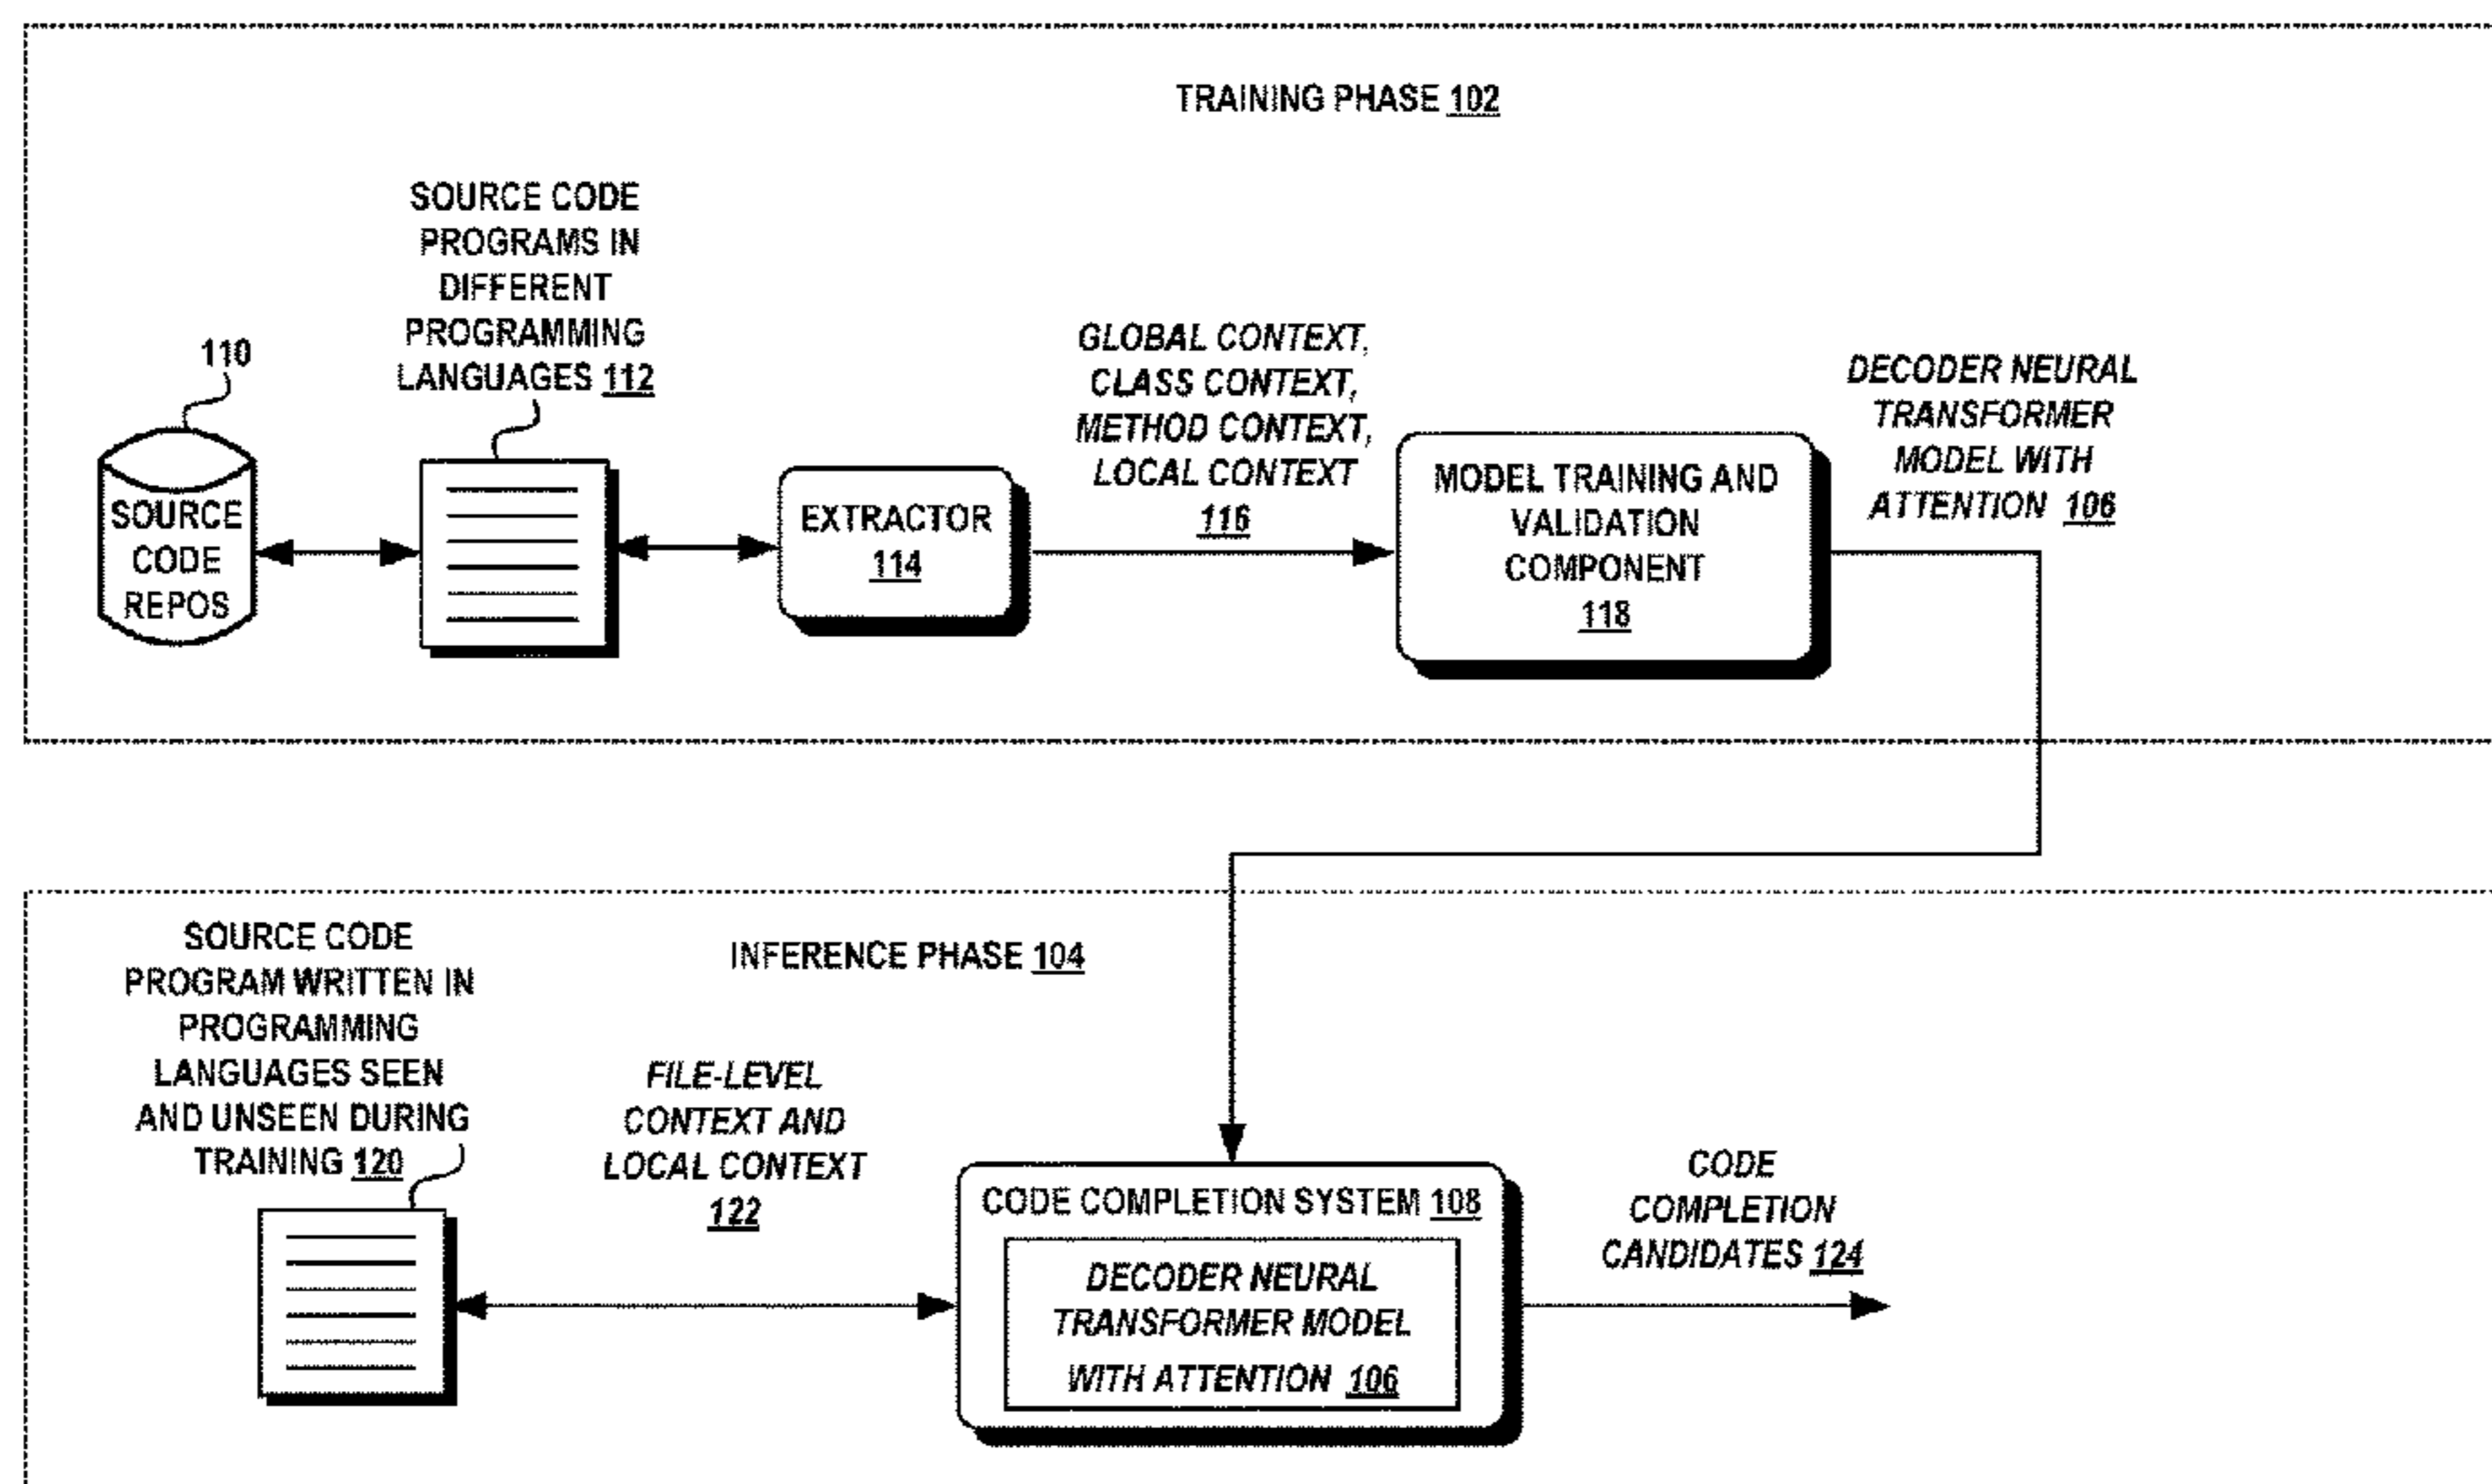 TRAINING PHASE 102
SOURCE CODE
PROGRAMS IN
DIFFERENT
PROGRAMMING
LANGUAGES 112
110
SOURCE
CODE
REPOS
EXTRACTOR
114
GLOBAL CONTEXT,
CLASS CONTEXT,
METHOD CONTEXT,
LOCAL CONTEXT
116
MODEL TRAINING AND
VALIDATION
COMPONENT
118
DECODER NEURAL
TRANSFORMER
MODEL WITH
ATTENTION 106
INFERENCE PHASE 104
SOURCE CODE
PROGRAM WRITTEN IN
PROGRAMMING
LANGUAGES SEEN
AND UNSEEN DURING
TRAINING 120
FILE-LEVEL
CONTEXT AND
LOCAL CONTEXT
122
CODE COMPLETION SYSTEM 108
DECODER NEURAL
TRANSFORMER MODEL
WITH ATTENTION 106
CODE
COMPLETION
CANDIDATES 124